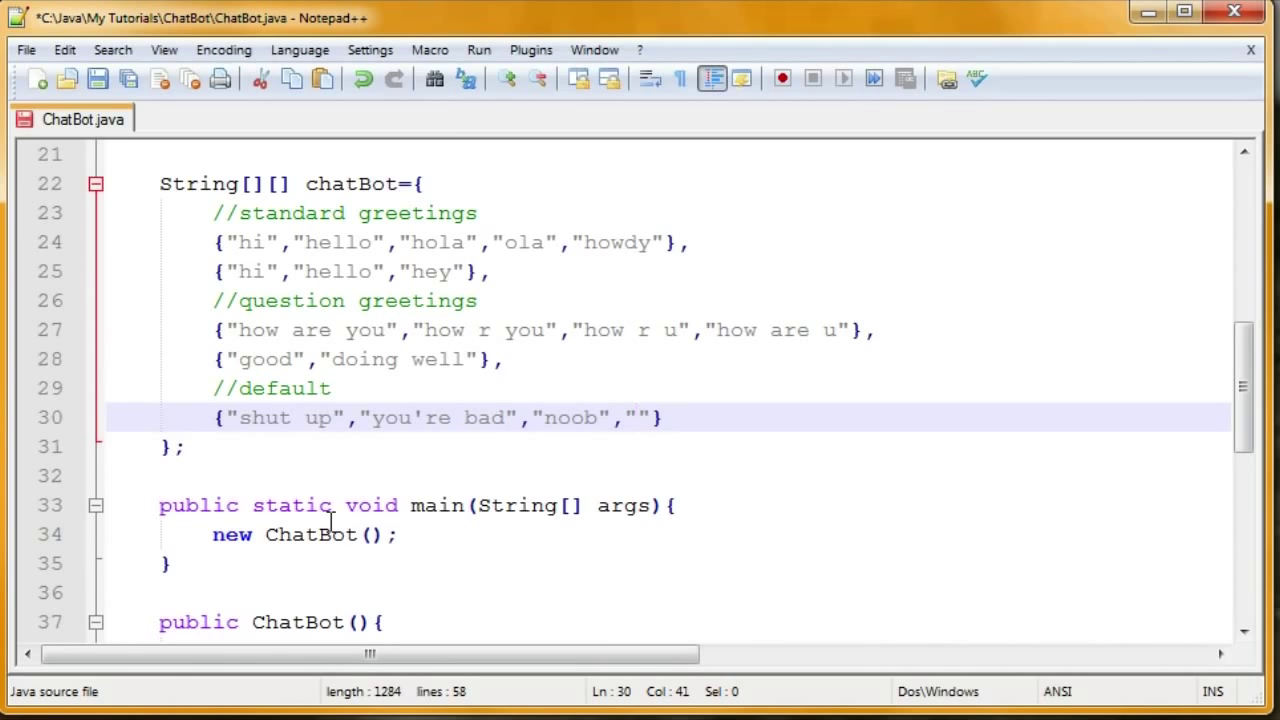 *C:\Java\My Tutorials\ChatBot\ChatBot.java - Notepad++
File Edit Search View Encoding Language Settings Macro Run Plugins Window ? X
ABC
ChatBot.java
21
22 String[][] chatBot={
23 //standard greetings
24 {"hi","hello","hola","ola","howdy"},
25 {"hi","hello","hey"},
26 //question greetings
27 {"how are you","how r you","how r u","how are u"},
28 {"good","doing well"},
29 //default
30 {"shut up","you're bad","noob",""}
31 };
32
33 public static void main(String[] args){
34 new ChatBot();
35 }
36
37 public ChatBot(){
Java source file length : 1284 lines : 58 Ln : 30 Col : 41 Sel : 0 Dos\Windows ANSI INS